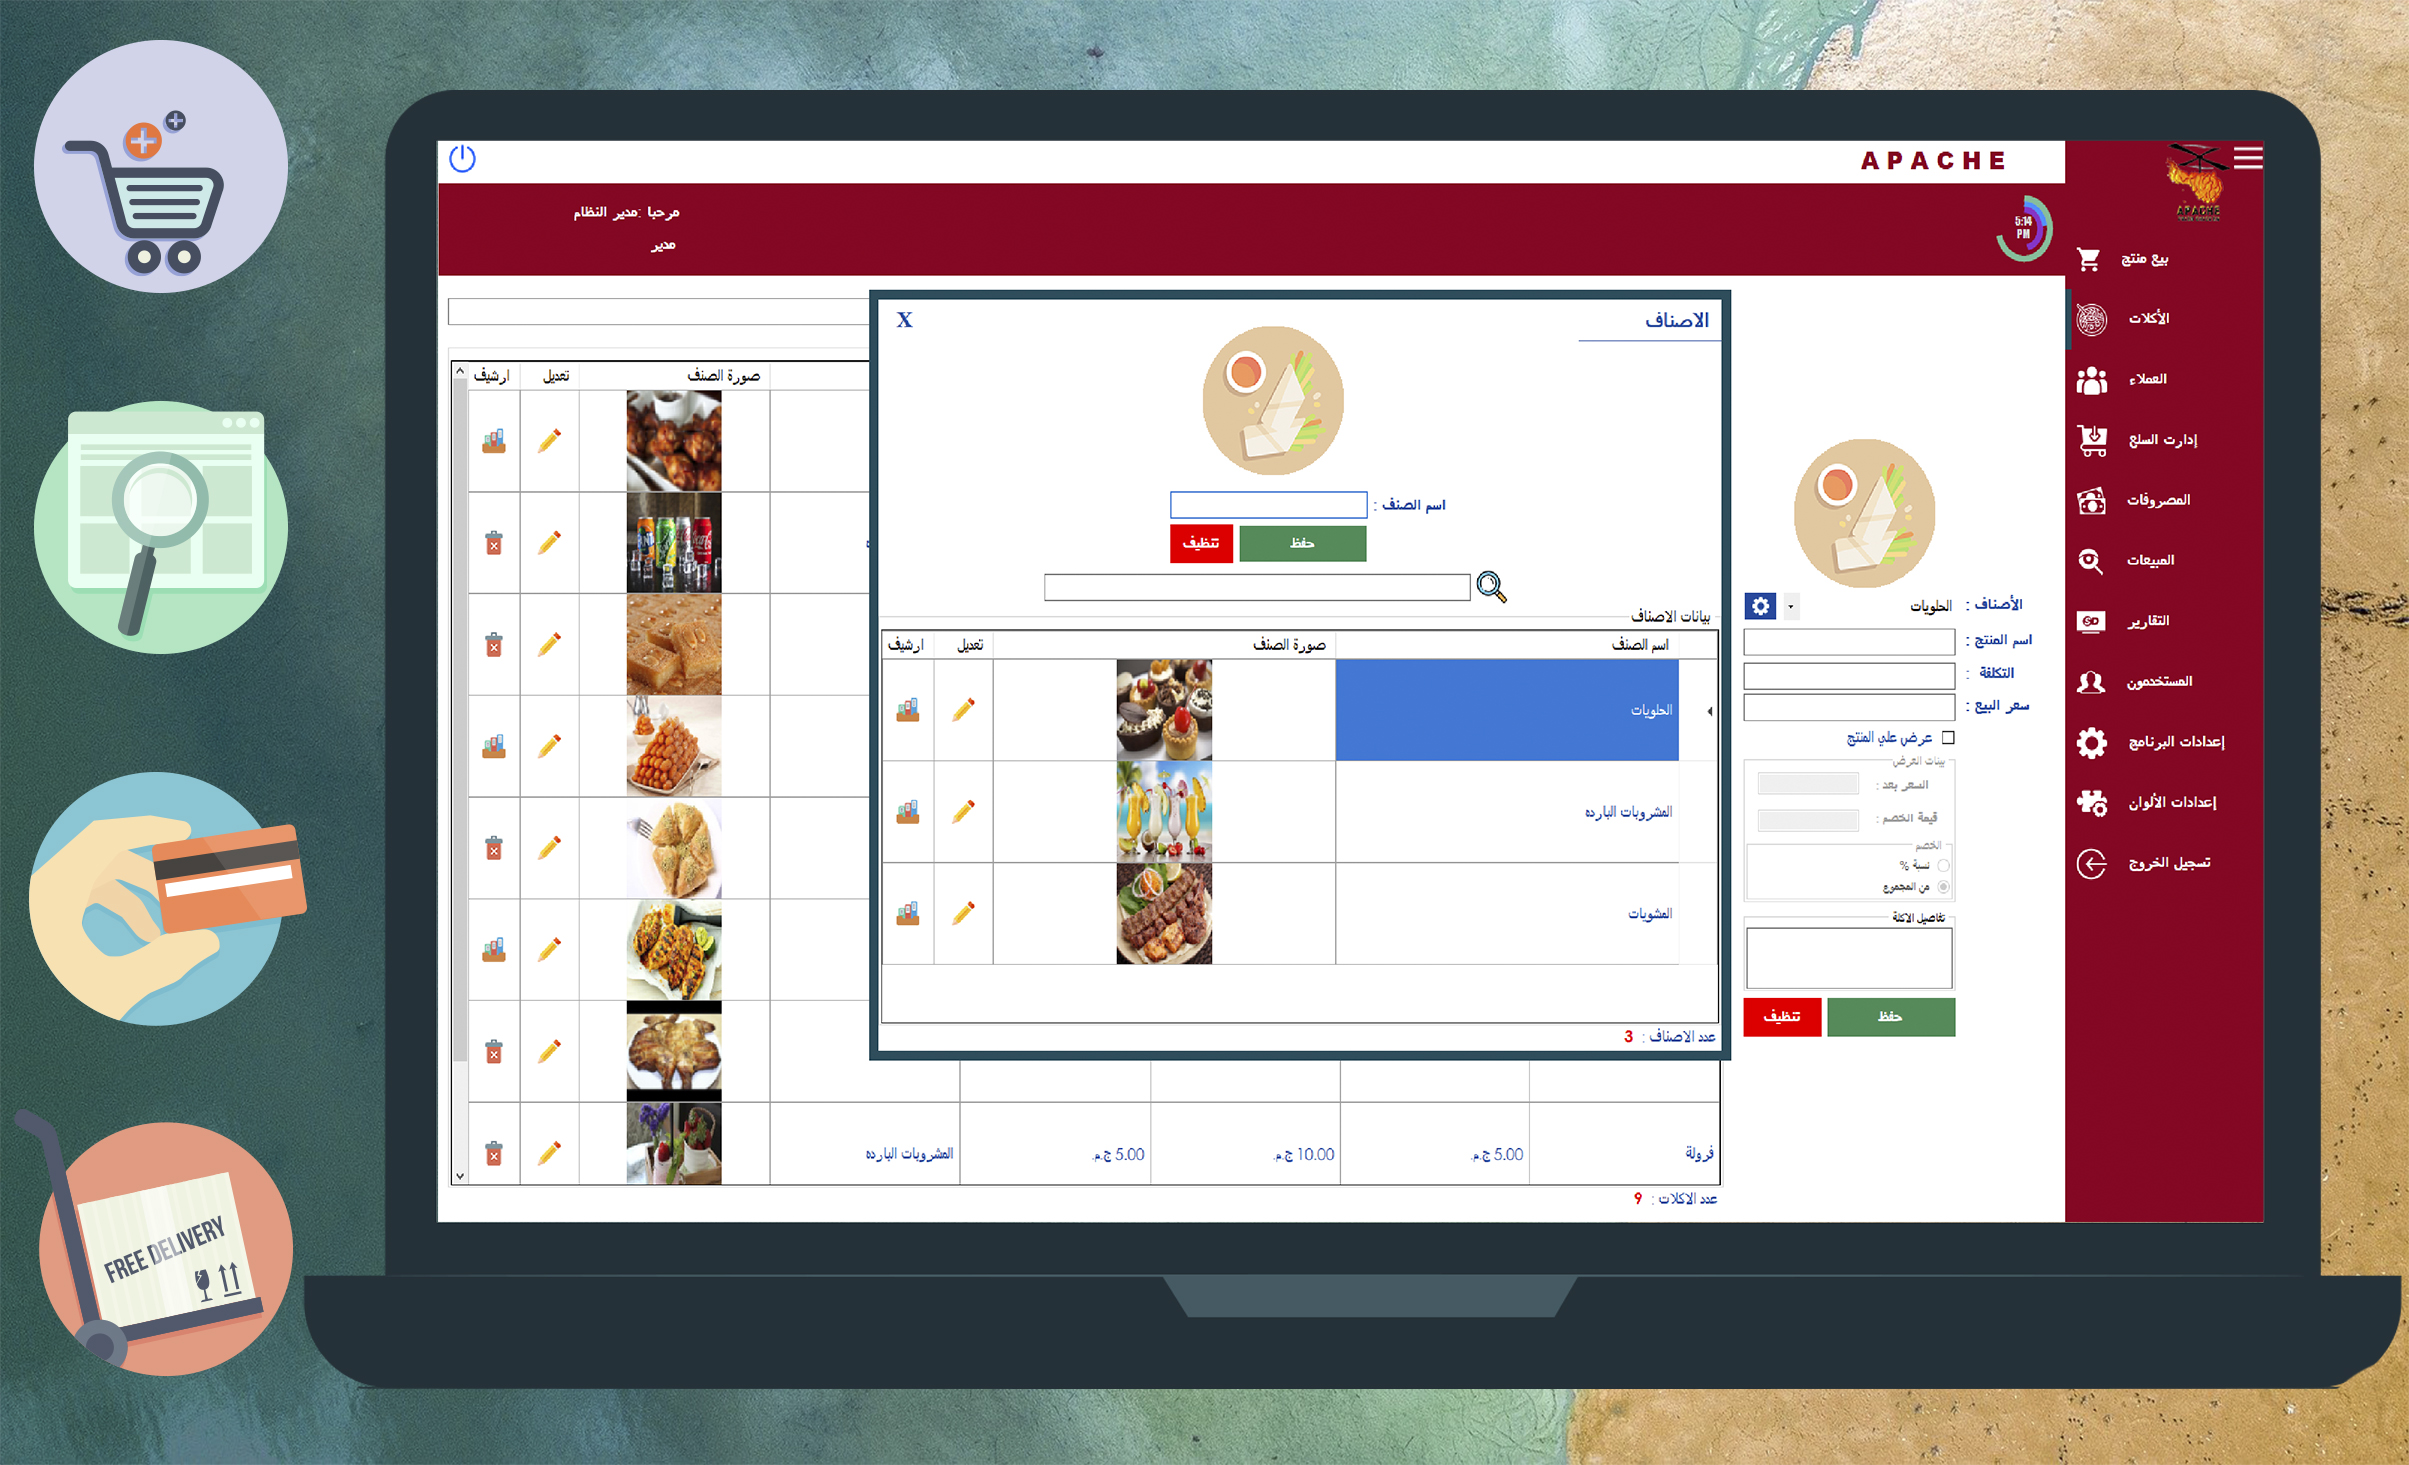 APACHE
APACHE
مرحبا :مدير النظام
مدير
5:14
PM
بيع منتج
الأكلات
العملاء
إدارت السلع
المصروفات
المبيعات
التقارير
المستخدمون
إعدادات البرنامج
إعدادات الألوان
تسجيل الخروج
الأصناف : الحلويات
اسم المنتج :
التكلفة :
سعر البيع :
عرض علي المنتج
بينات العرض
السعر بعد :
قيمة الخصم :
الخصم
نسبة %
من المجموع
تفاصيل الاكلة
حفظ
تنظيف
الاصناف
X
اسم الصنف :
حفظ
تنظيف
بيانات الاصناف
اسم الصنف صورة الصنف تعديل ارشيف
الحلويات
المشروبات البارده
المشويات
عدد الاصناف : 3
صورة الصنف تعديل ارشيف
فرولة 5.00 ج.م. 10.00 ج.م. 5.00 ج.م. المشروبات البارده
عدد الاكلات : 9
FREE DELIVERY